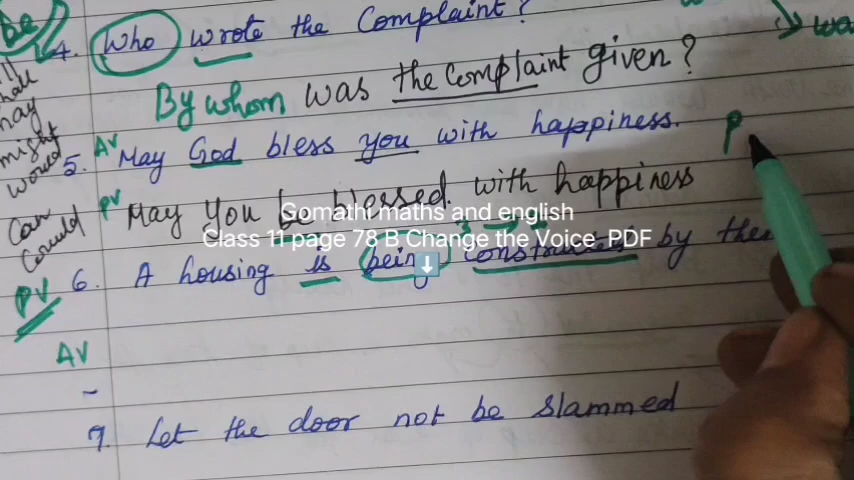 be
4. Who wrote the Complaint?
By whom was the complaint given?
may
might
would
can
could
5. AV May God bless you with happiness.
PV May you be blessed with happiness
Gomathi maths and english
Class 11 page 78 B Change the Voice. PDF
PV 6. A housing is being constructed by
AV
7. Let the door not be slammed